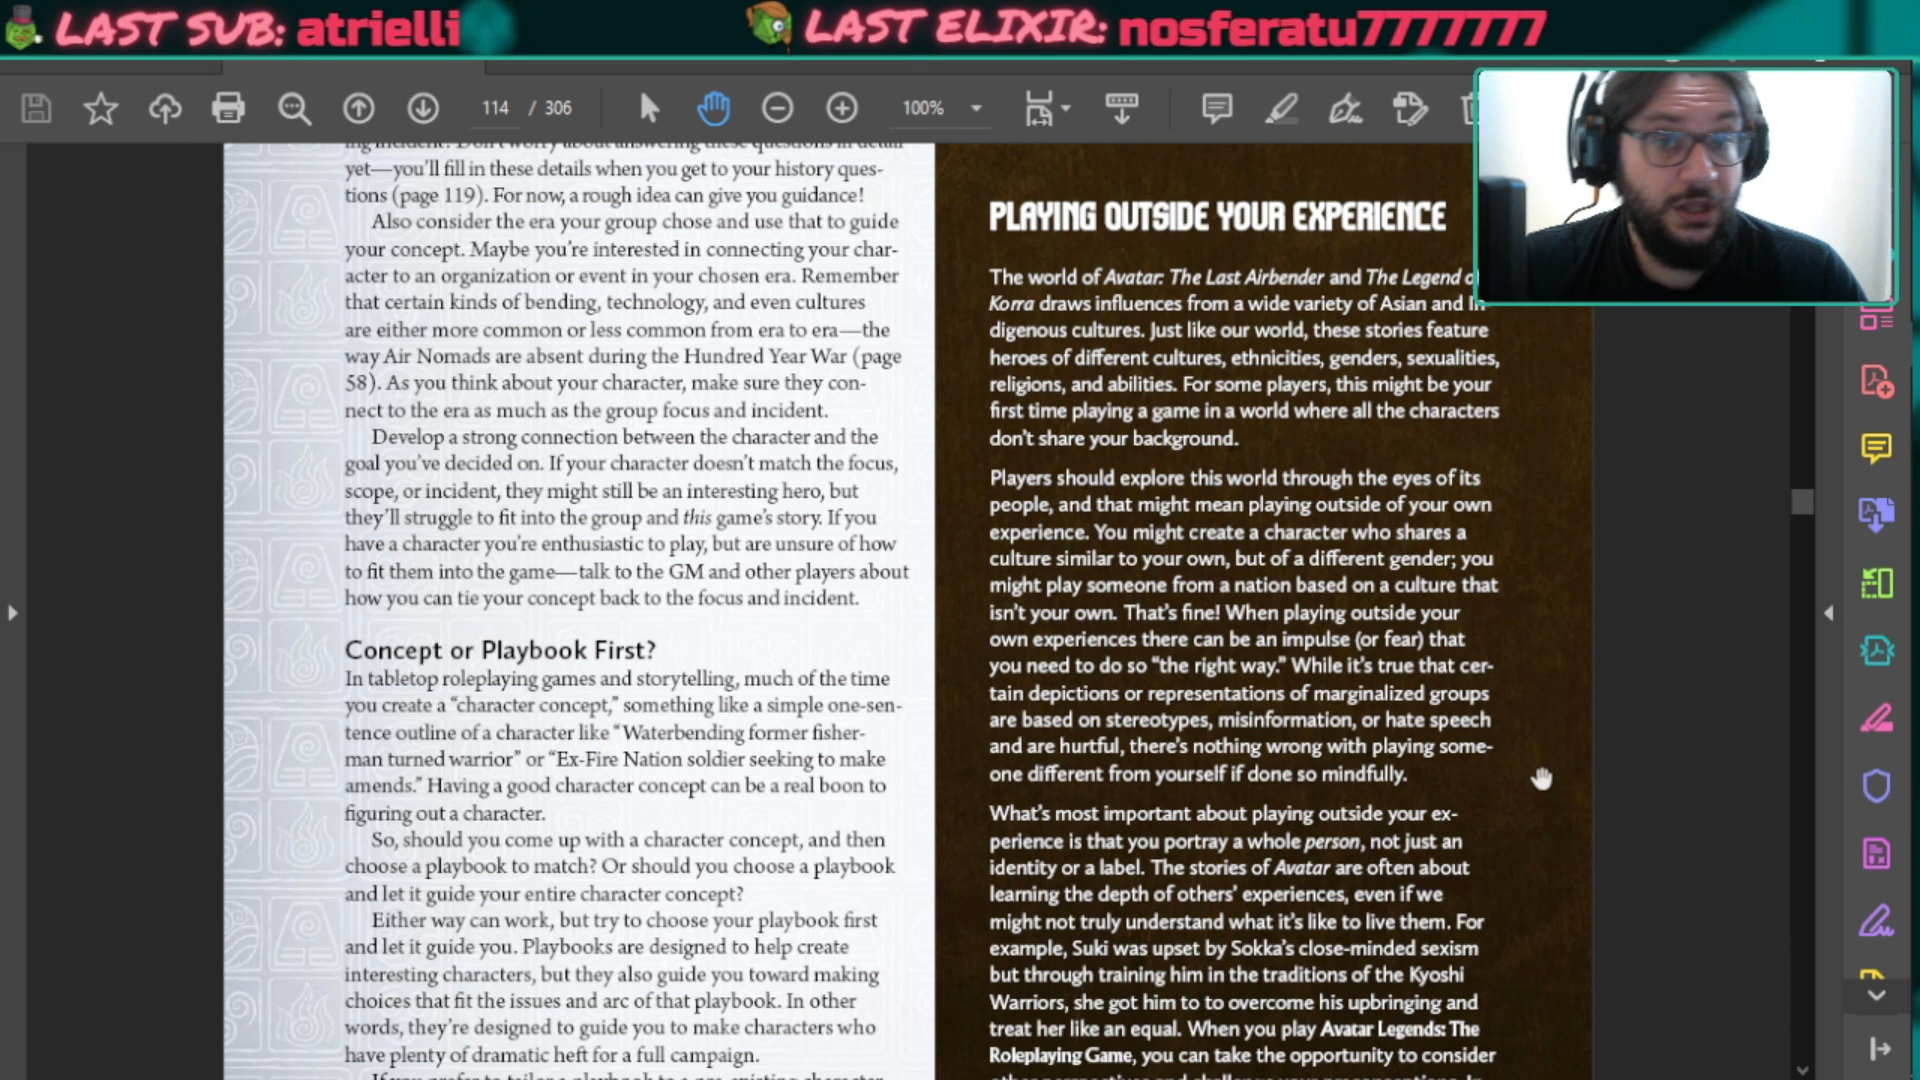 LAST SUB: atrielli
LAST ELIXIR: nosferatu7777777
114 / 306
100%
yet—you'll fill in these details when you get to your history ques-
tions (page 119). For now, a rough idea can give you guidance!
Also consider the era your group chose and use that to guide
your concept. Maybe you're interested in connecting your char-
acter to an organization or event in your chosen era. Remember
that certain kinds of bending, technology, and even cultures
are either more common or less common from era to era—the
way Air Nomads are absent during the Hundred Year War (page
58). As you think about your character, make sure they con-
nect to the era as much as the group focus and incident.
Develop a strong connection between the character and the
goal you've decided on. If your character doesn't match the focus,
scope, or incident, they might still be an interesting hero, but
they'll struggle to fit into the group and this game's story. If you
have a character you're enthusiastic to play, but are unsure of how
to fit them into the game—talk to the GM and other players about
how you can tie your concept back to the focus and incident.
Concept or Playbook First?
In tabletop roleplaying games and storytelling, much of the time
you create a "character concept," something like a simple one-sen-
tence outline of a character like "Waterbending former fisher-
man turned warrior" or "Ex-Fire Nation soldier seeking to make
amends." Having a good character concept can be a real boon to
figuring out a character.
So, should you come up with a character concept, and then
choose a playbook to match? Or should you choose a playbook
and let it guide your entire character concept?
Either way can work, but try to choose your playbook first
and let it guide you. Playbooks are designed to help create
interesting characters, but they also guide you toward making
choices that fit the issues and arc of that playbook. In other
words, they're designed to guide you to make characters who
have plenty of dramatic heft for a full campaign.
PLAYING OUTSIDE YOUR EXPERIENCE
The world of Avatar: The Last Airbender and The Legend
Korra draws influences from a wide variety of Asian and In-
digenous cultures. Just like our world, these stories feature
heroes of different cultures, ethnicities, genders, sexualities,
religions, and abilities. For some players, this might be your
first time playing a game in a world where all the characters
don't share your background.
Players should explore this world through the eyes of its
people, and that might mean playing outside of your own
experience. You might create a character who shares a
culture similar to your own, but of a different gender; you
might play someone from a nation based on a culture that
isn't your own. That's fine! When playing outside your
own experiences there can be an impulse (or fear) that
you need to do so "the right way." While it's true that cer-
tain depictions or representations of marginalized groups
are based on stereotypes, misinformation, or hate speech
and are hurtful, there's nothing wrong with playing some-
one different from yourself if done so mindfully.
What's most important about playing outside your ex-
perience is that you portray a whole person, not just an
identity or a label. The stories of Avatar are often about
learning the depth of others' experiences, even if we
might not truly understand what it's like to live them. For
example, Suki was upset by Sokka's close-minded sexism
but through training him in the traditions of the Kyoshi
Warriors, she got him to to overcome his upbringing and
treat her like an equal. When you play Avatar Legends: The
Roleplaying Game, you can take the opportunity to consider